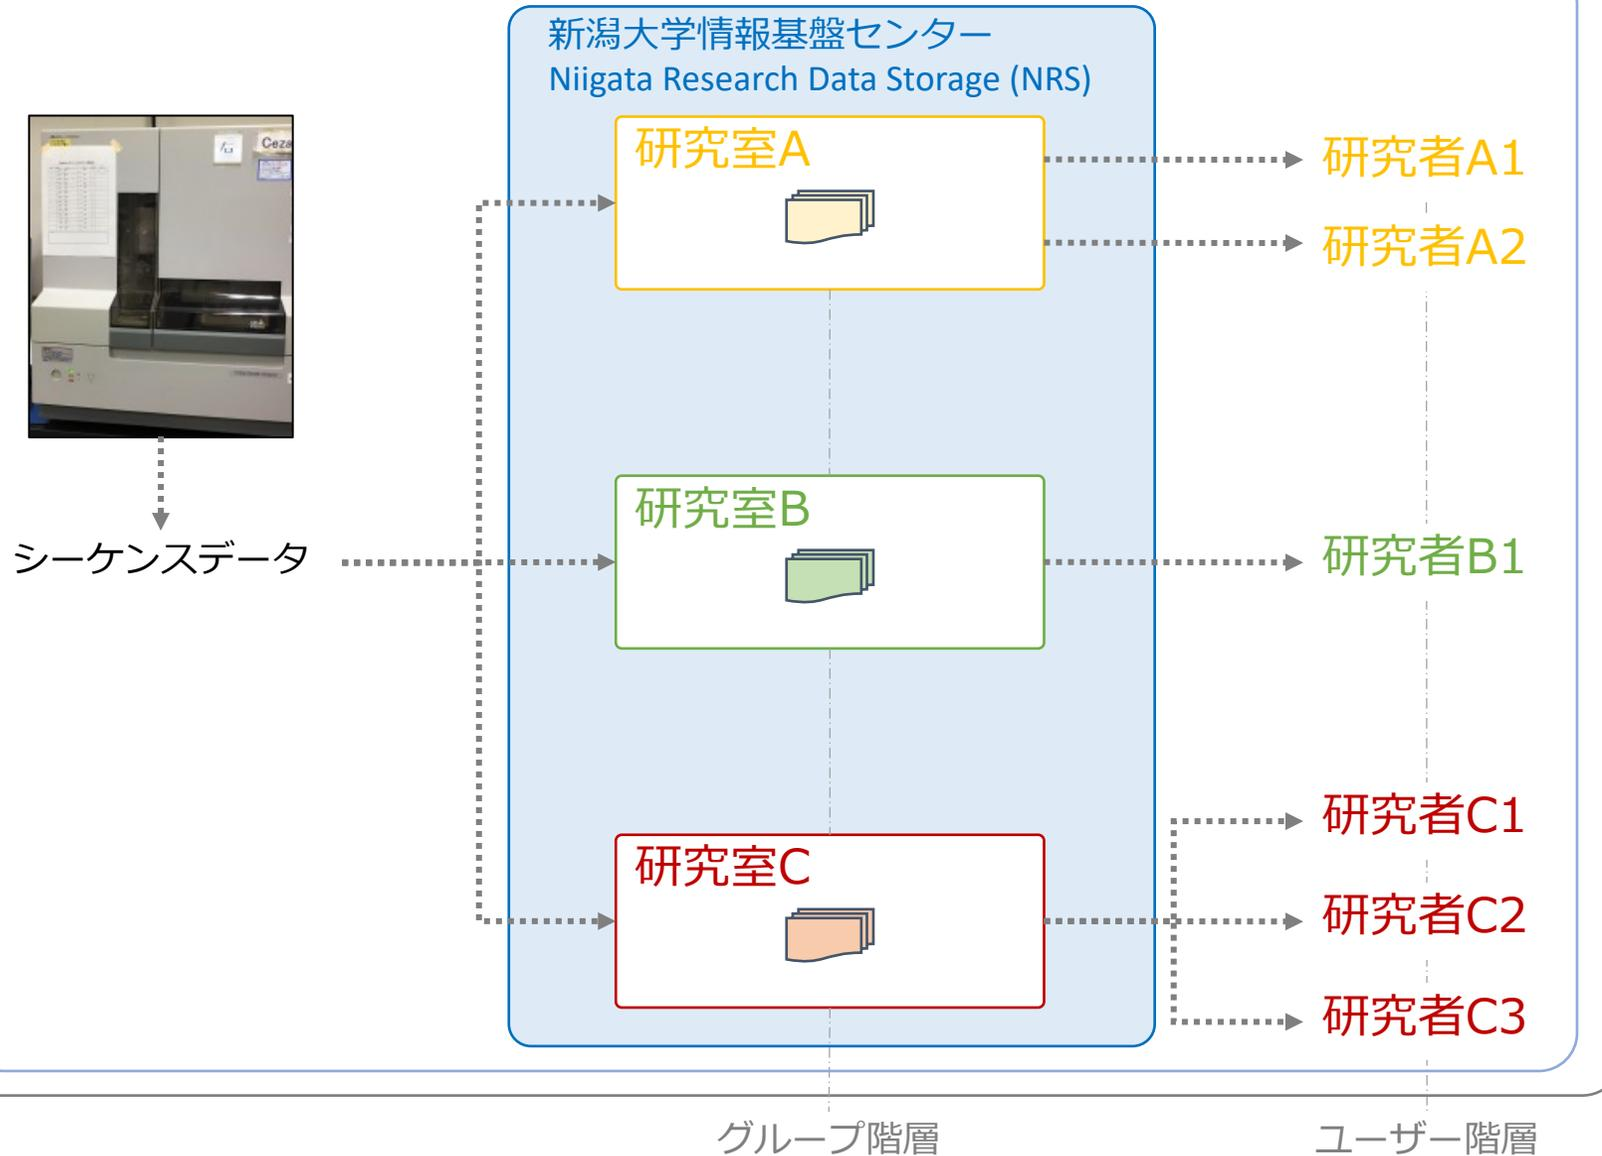 新潟大学情報基盤センター
Niigata Research Data Storage (NRS)
研究室A
研究者A1
研究者A2
シーケンスデータ
研究室B
研究者B1
研究室C
研究者C1
研究者C2
研究者C3
グループ階層
ユーザー階層